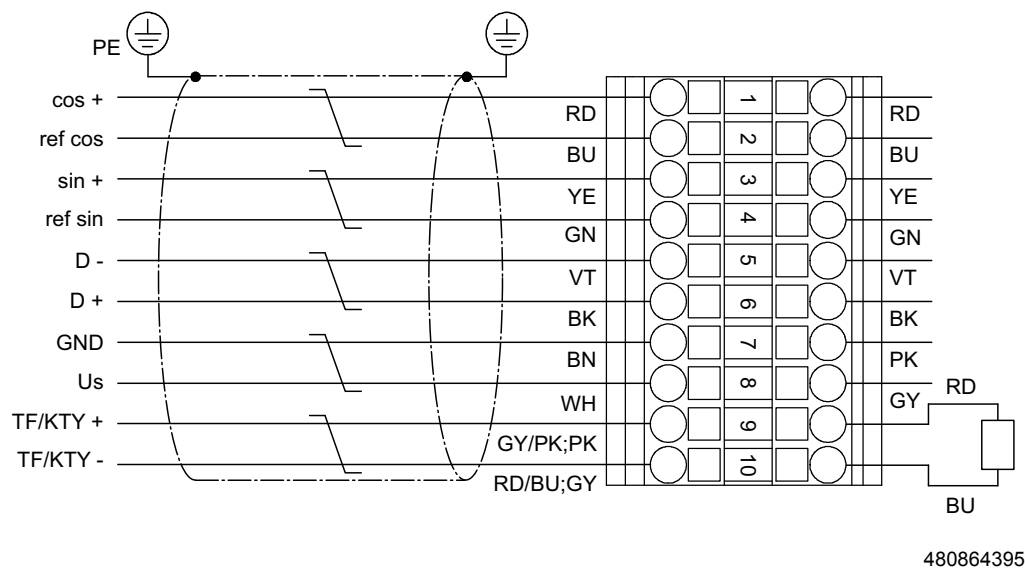 PE
cos +
RD
1
RD
ref cos
BU
2
BU
sin +
YE
3
YE
ref sin
GN
4
GN
D -
VT
5
VT
D +
BK
6
BK
GND
BN
7
PK
Us
WH
8
GY
RD
TF/KTY +
GY/PK;PK
9
TF/KTY -
RD/BU;GY
10
BU
480864395